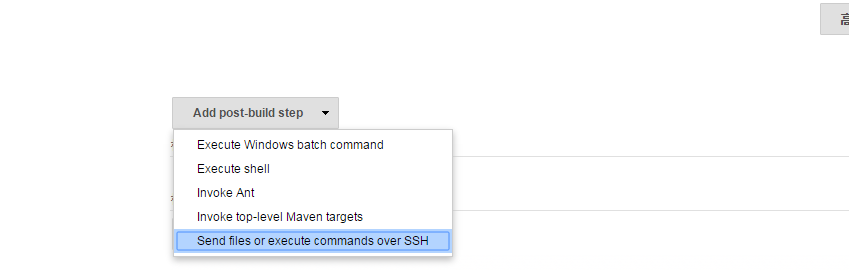 高
Add post-build step
Execute Windows batch command
Execute shell
Invoke Ant
Invoke top-level Maven targets
Send files or execute commands over SSH